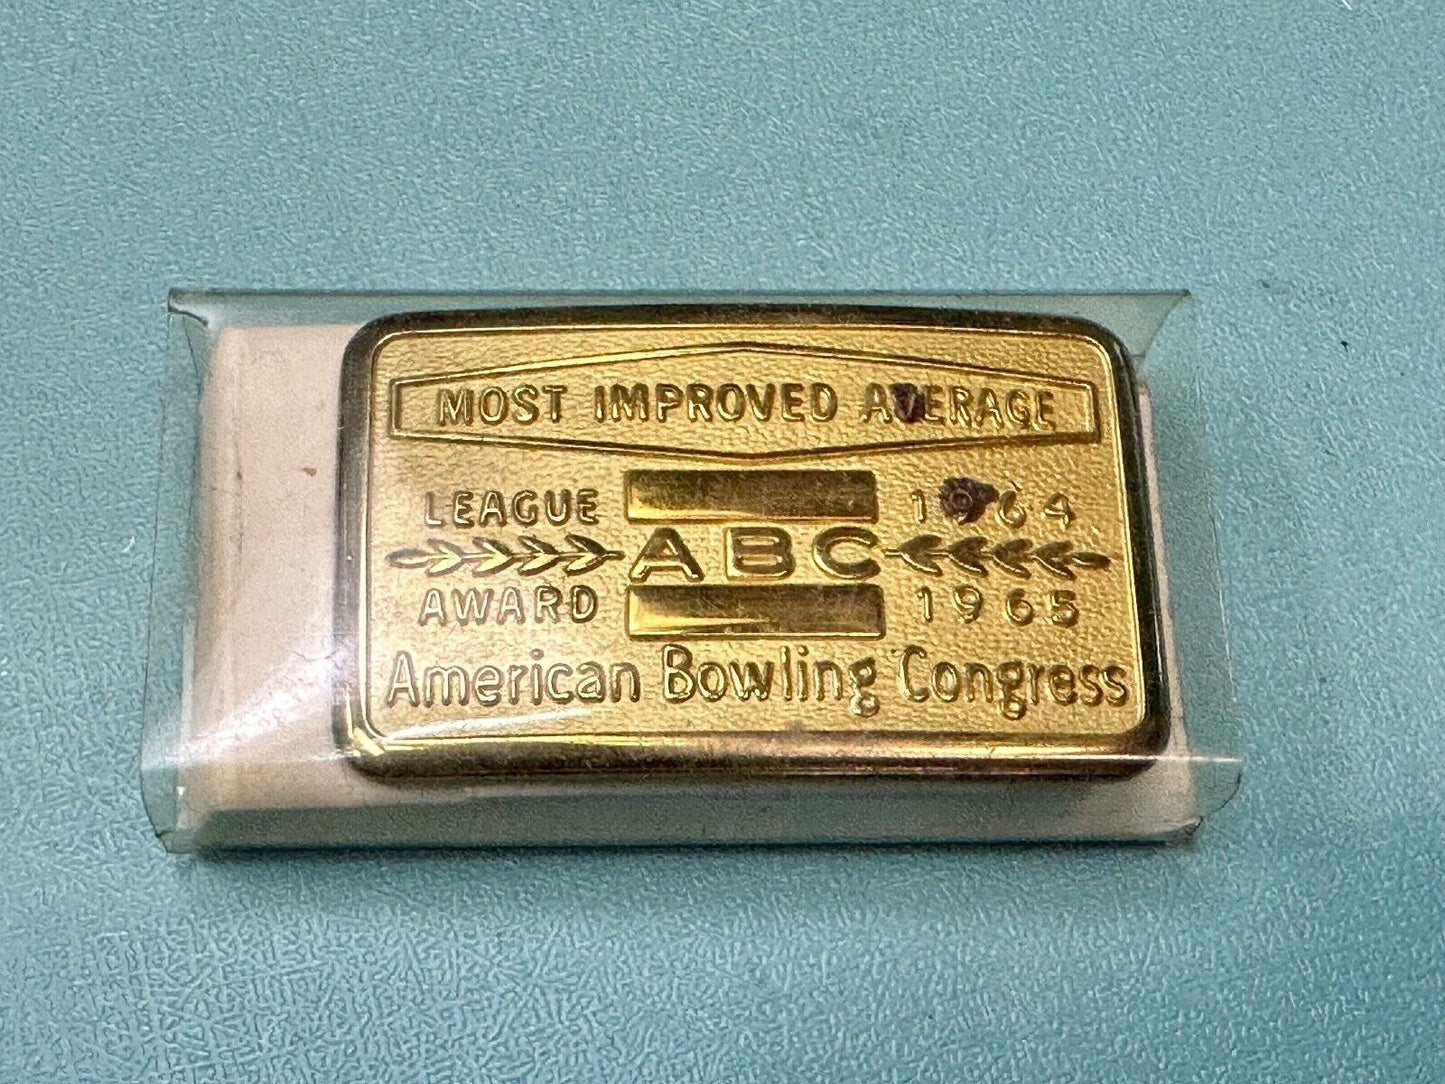 MOST IMPROVED AVERAGE
LEAGUE 1964
ABC
AWARD 1965
American Bowling Congress